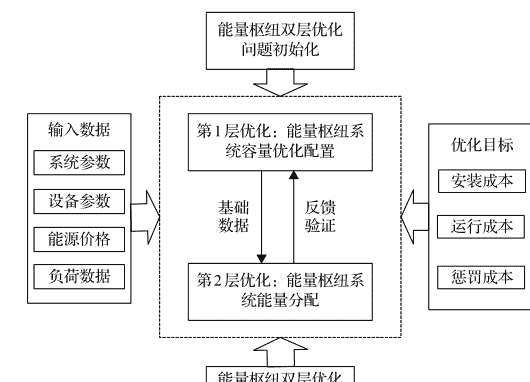 能量枢纽双层优化
问题初始化
输入数据
系统参数
设备参数
能源价格
负荷数据
第1层优化：能量枢纽系
统容量优化配置
基础
数据
反馈
验证
第2层优化：能量枢纽系
统能量分配
优化目标
安装成本
运行成本
惩罚成本
能量枢纽双层优化